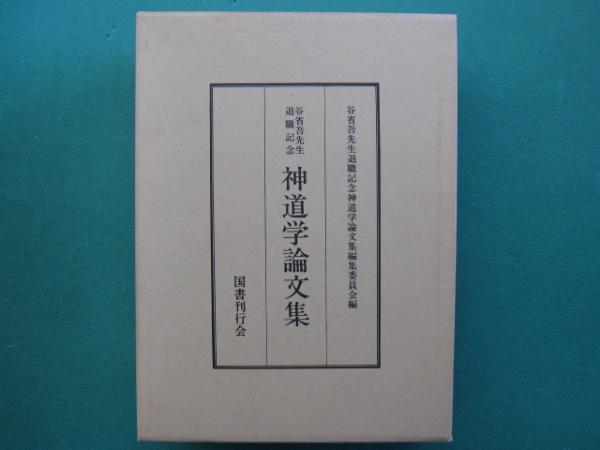 谷省吾先生退職記念神道学論文集編集委員会編
谷省吾先生
退職記念
神道学論文集
国書刊行会